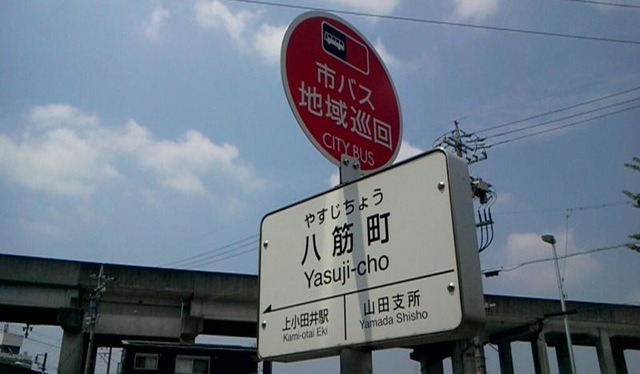 市バス
地域巡回
CITY BUS
やすじちょう
八筋町
Yasuji-cho
上小田井駅
Kami-otai Eki
山田支所
Yamada Shisho